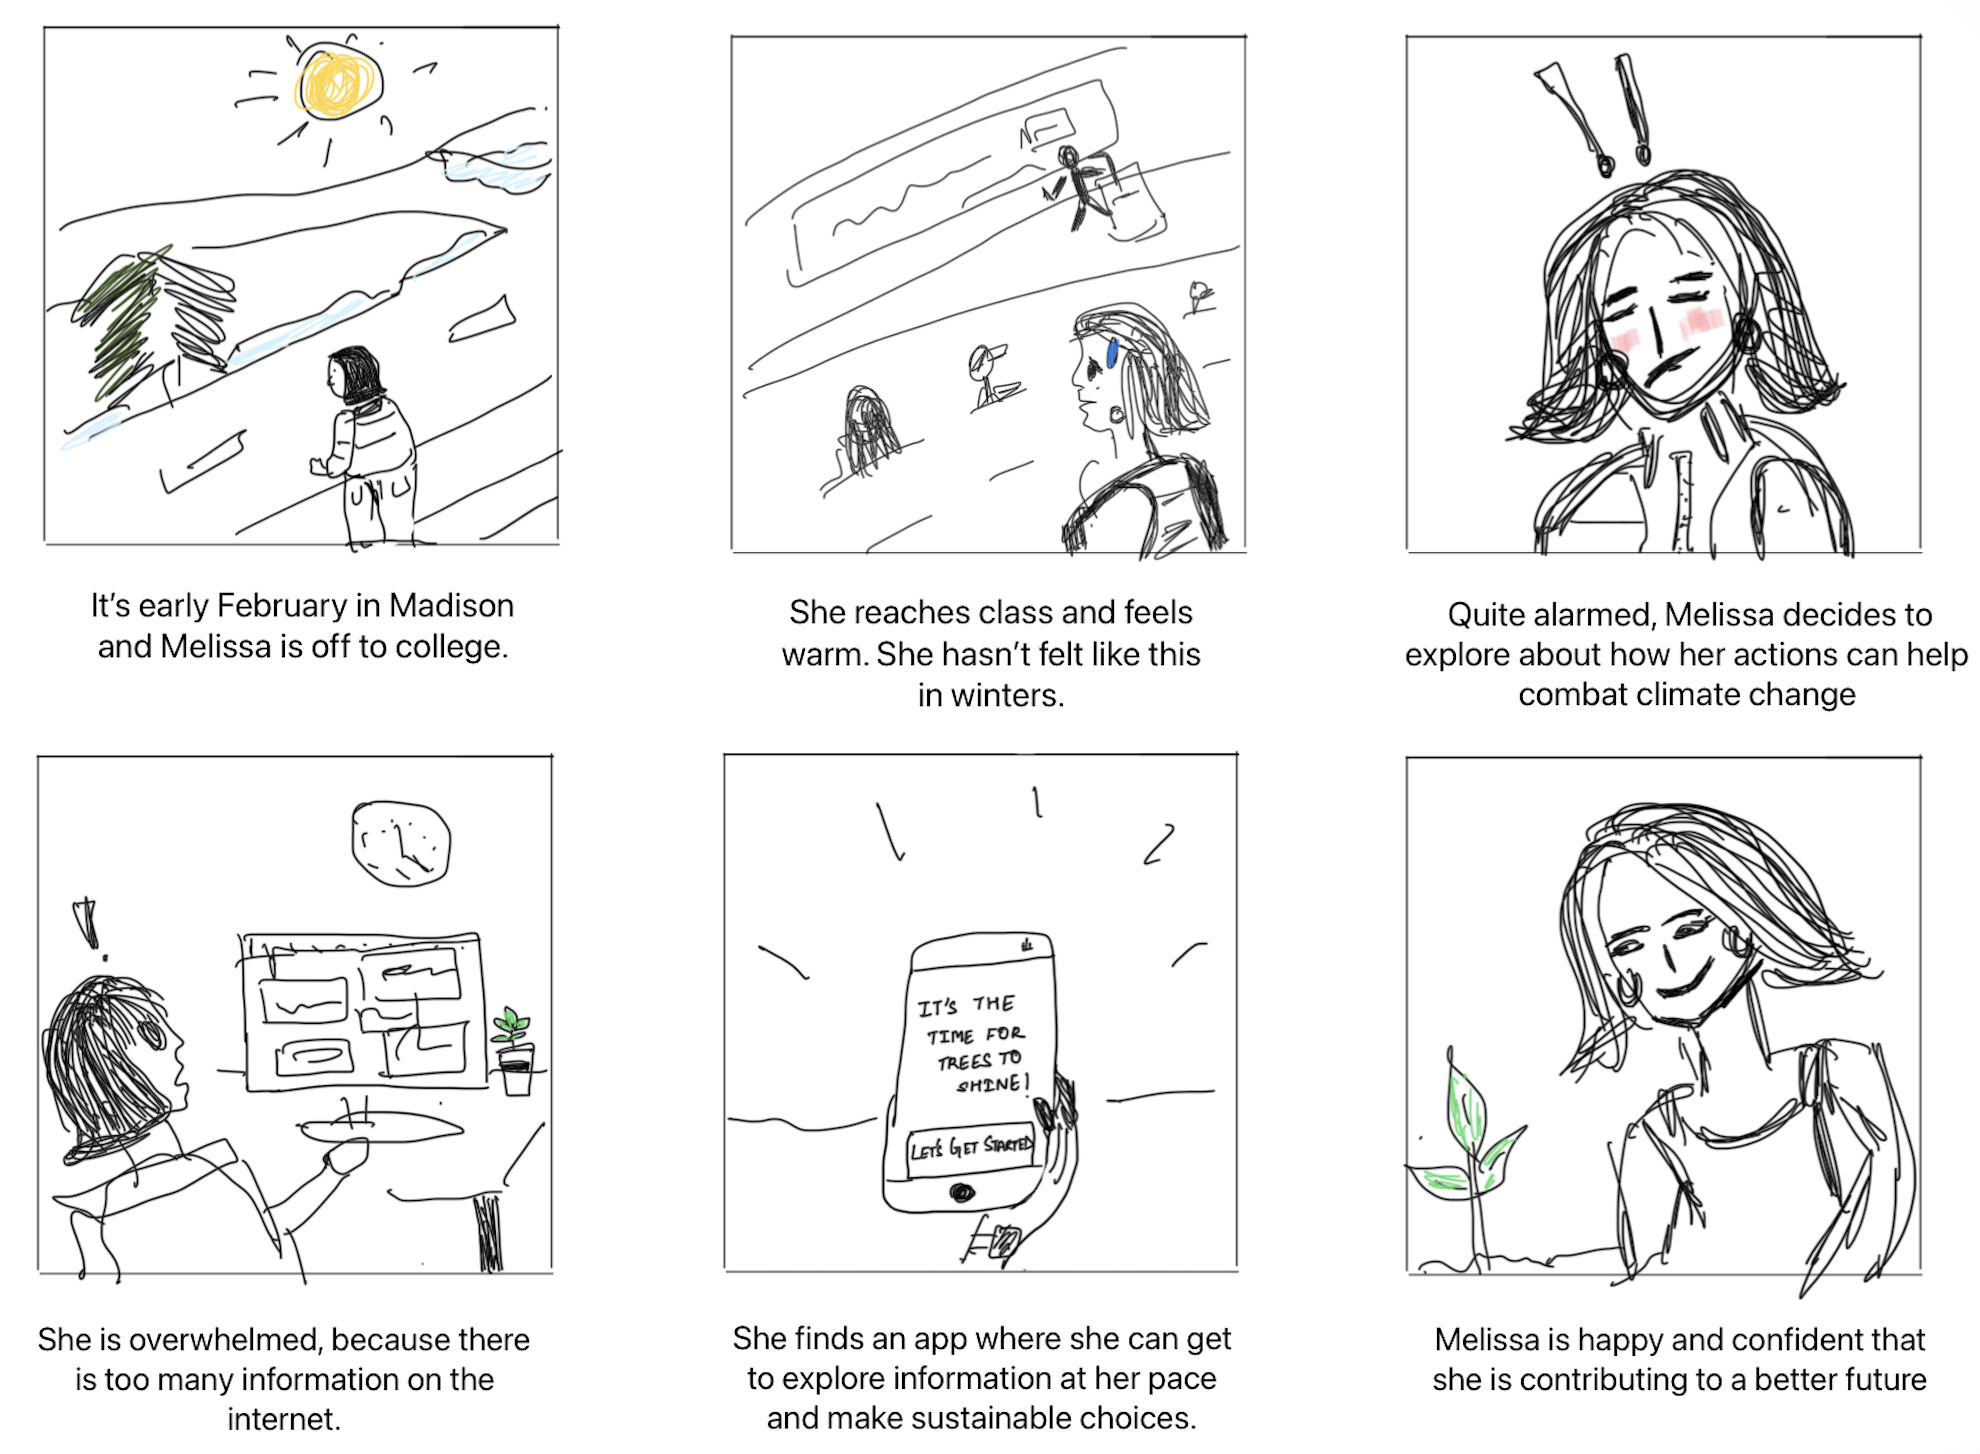 It's early February in Madison
and Melissa is off to college.
She reaches class and feels
warm. She hasn't felt like this
in winters.
Quite alarmed, Melissa decides to
explore about how her actions can help
combat climate change
She is overwhelmed, because there
is too many information on the
internet.
IT'S THE
TIME FOR
TREES TO
SHINE!
LET'S GET STARTED
She finds an app where she can get
to explore information at her pace
and make sustainable choices.
Melissa is happy and confident that
she is contributing to a better future